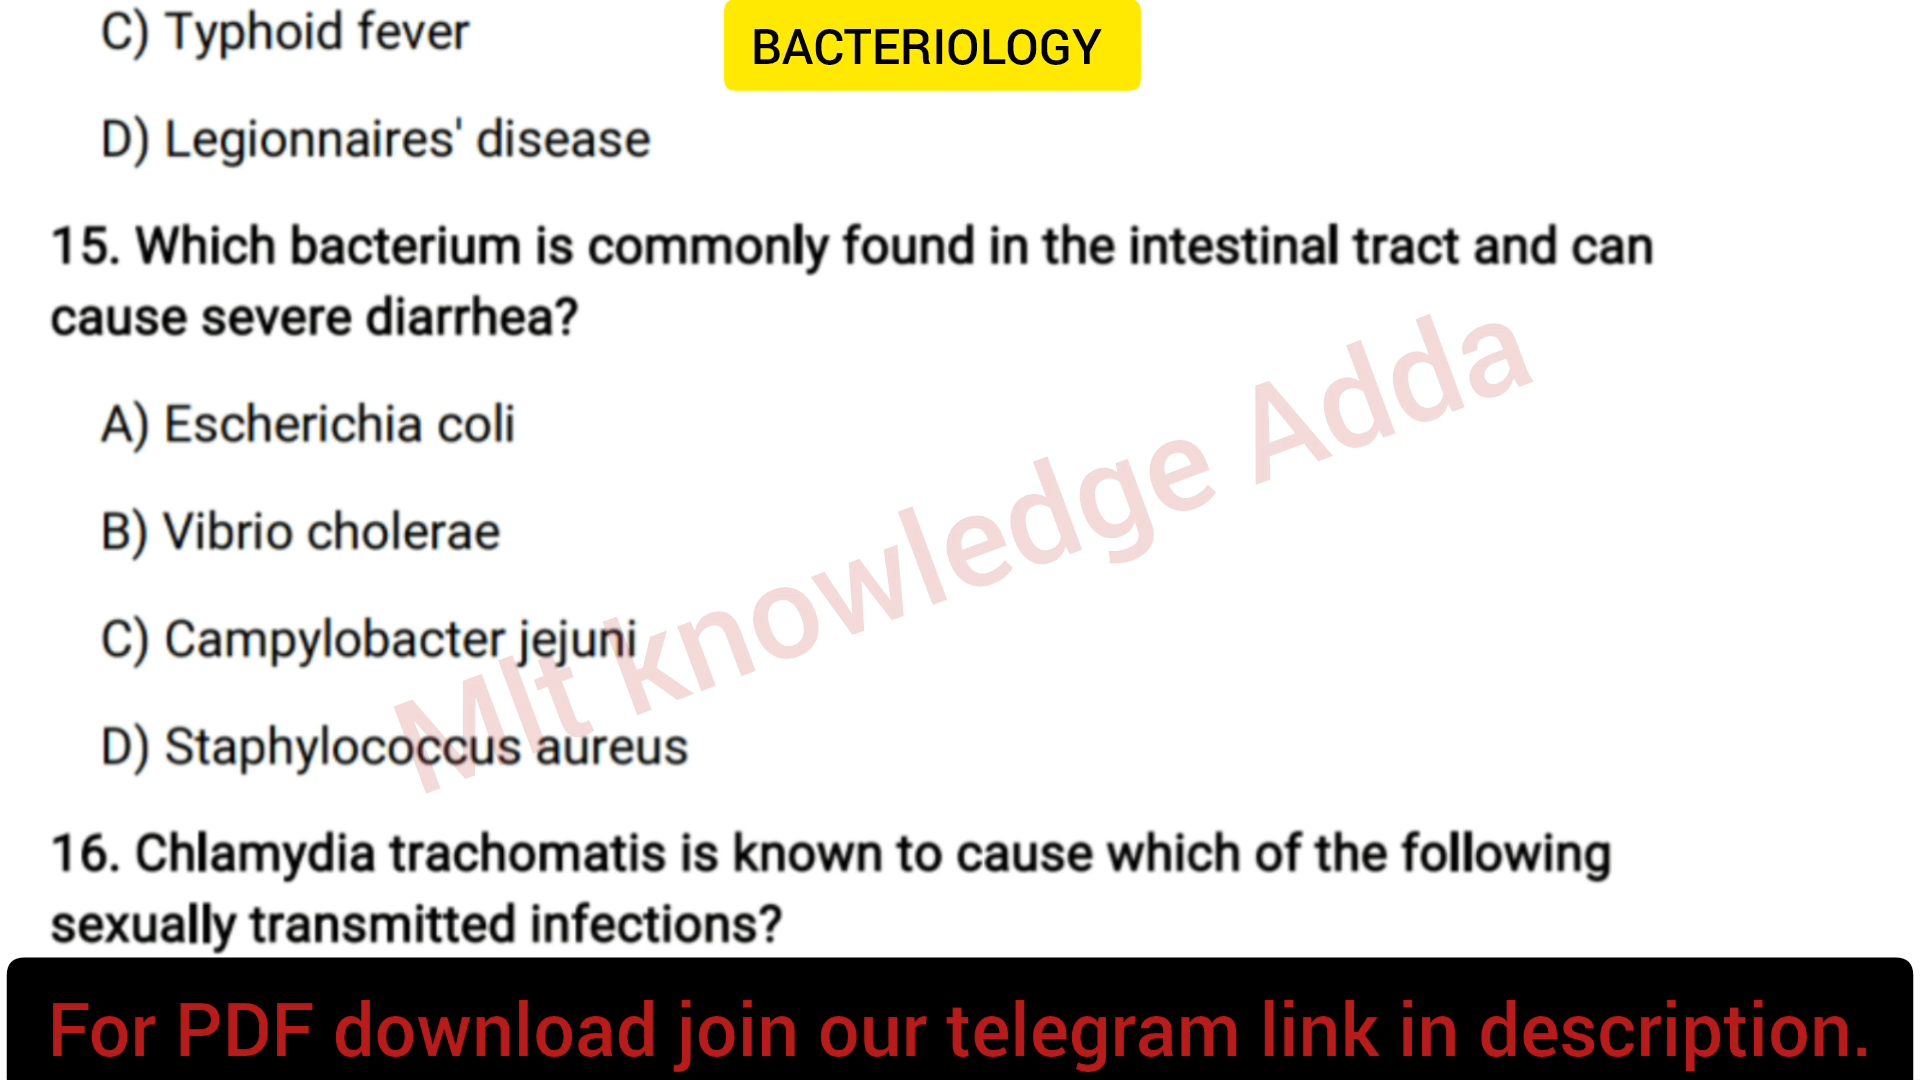 C) Typhoid fever
BACTERIOLOGY
D) Legionnaires' disease
15. Which bacterium is commonly found in the intestinal tract and can
cause severe diarrhea?
A) Escherichia coli
B) Vibrio cholerae
C) Campylobacter jejuni
D) Staphylococcus aureus
Mlt knowledge Adda
16. Chlamydia trachomatis is known to cause which of the following
sexually transmitted infections?
For PDF download join our telegram link in description.